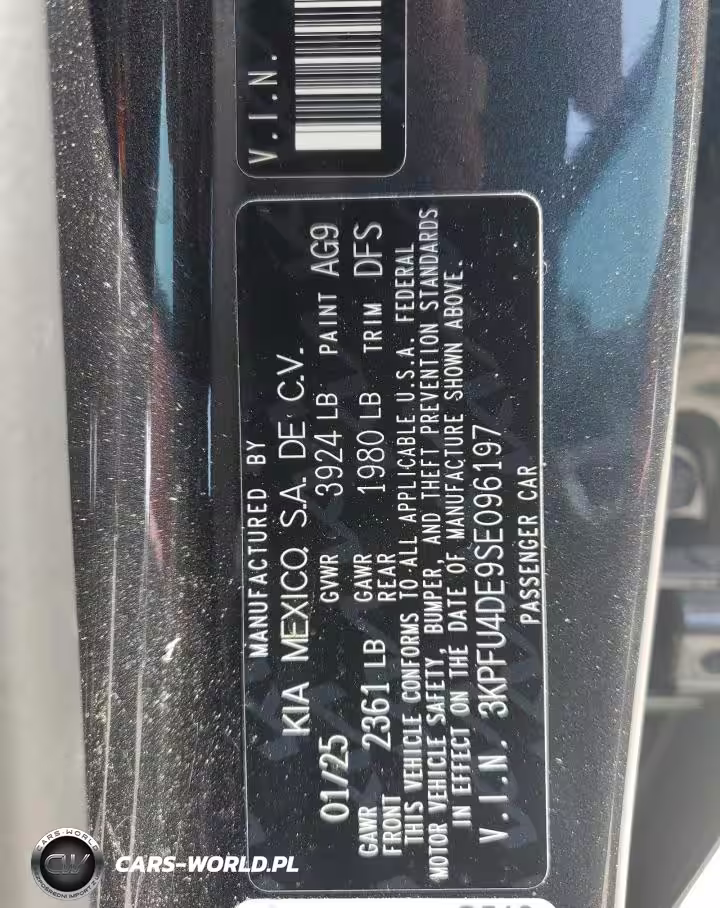 V.I.N.
MANUFACTURED BY
KIA MEXICO, S.A. DE C.V.
01/25 GVWR 3924 LB PAINT AG9
GAWR FRONT 2361 LB GAWR REAR 1980 LB TRIM DFS
THIS VEHICLE CONFORMS TO ALL APPLICABLE U.S.A. FEDERAL
MOTOR VEHICLE SAFETY, BUMPER, AND THEFT PREVENTION STANDARDS
IN EFFECT ON THE DATE OF MANUFACTURE SHOWN ABOVE.
V.I.N. 3KPFU4DE9SE096197
PASSENGER CAR
CARS-WORLD
CARS-WORLD.PL